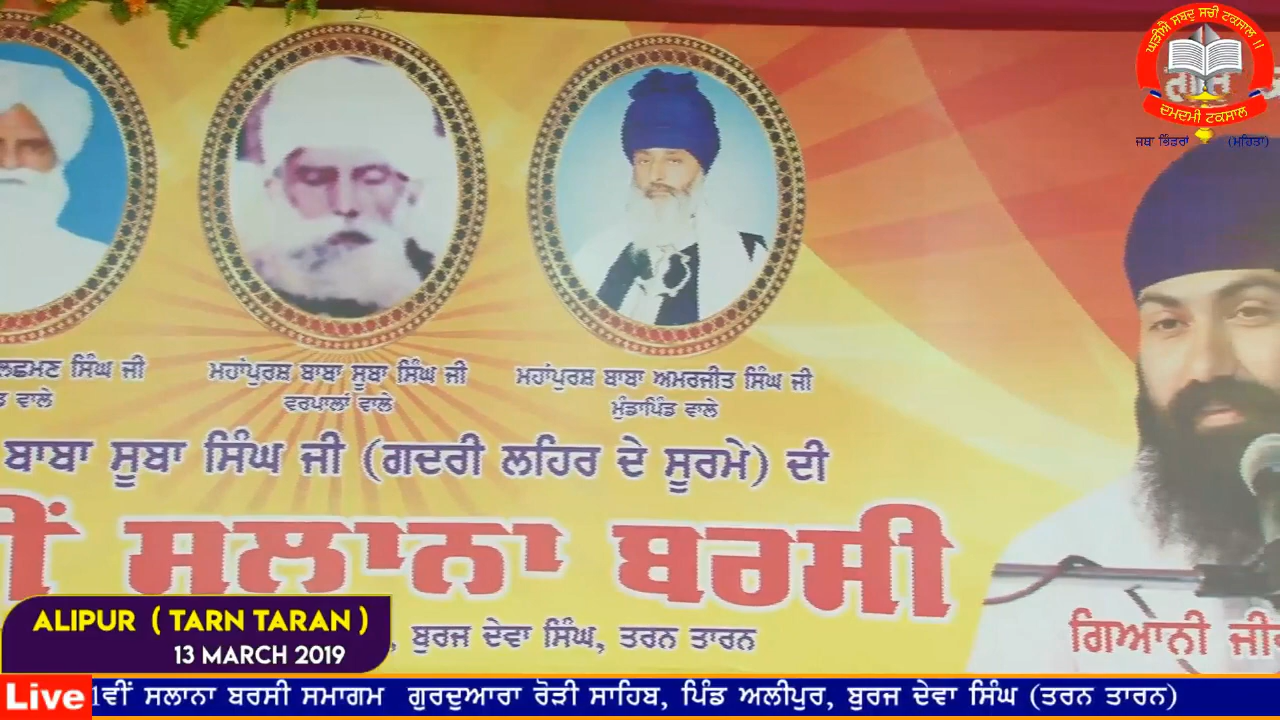 ਘੜੀਐ ਸਬਦੁ ਸਚੀ ਟਕਸਾਲ ॥
ਦਮਦਮੀ ਟਕਸਾਲ
ਜਥਾ ਭਿੰਡਰਾਂ (ਮਹਿਤਾ)
ਲਛਮਣ ਸਿੰਘ ਜੀ
ਵਾਲੇ
ਮਹਾਂਪੁਰਸ਼ ਬਾਬਾ ਸੂਬਾ ਸਿੰਘ ਜੀ
ਵਰਪਾਲਾਂ ਵਾਲੇ
ਮਹਾਂਪੁਰਸ਼ ਬਾਬਾ ਅਮਰਜੀਤ ਸਿੰਘ ਜੀ
ਮੁੰਡਾਪਿੰਡ ਵਾਲੇ
ਬਾਬਾ ਸੂਬਾ ਸਿੰਘ ਜੀ (ਗਦਰੀ ਲਹਿਰ ਦੇ ਸੂਰਮੇ) ਦੀ
ਸਲਾਨਾ ਬਰਸੀ
, ਬੁਰਜ ਦੇਵਾ ਸਿੰਘ, ਤਰਨ ਤਾਰਨ
ਗਿਆਨੀ
ALIPUR ( TARN TARAN )
13 MARCH 2019
Live 1ਵੀਂ ਸਲਾਨਾ ਬਰਸੀ ਸਮਾਗਮ ਗੁਰਦੁਆਰਾ ਰੋੜੀ ਸਾਹਿਬ, ਪਿੰਡ ਅਲੀਪੁਰ, ਬੁਰਜ ਦੇਵਾ ਸਿੰਘ (ਤਰਨ ਤਾਰਨ)